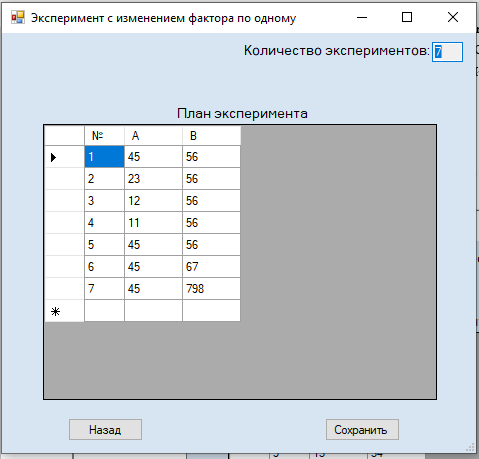 Эксперимент с изменением фактора по одному
Количество экспериментов: 7
План эксперимента
№ A B
1 45 56
2 23 56
3 12 56
4 11 56
5 45 56
6 45 67
7 45 798
Назад Сохранить